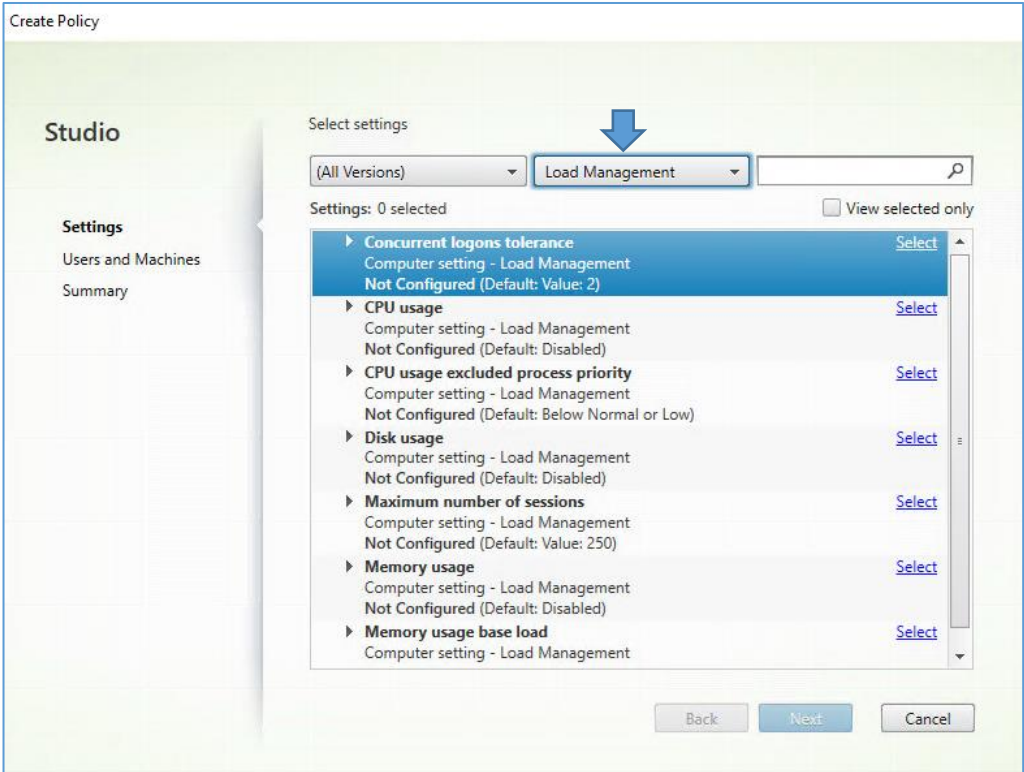 Create Policy
Studio
Settings
Users and Machines
Summary
Select settings
(All Versions)
Load Management
Settings: 0 selected
View selected only
Concurrent logons tolerance Select
Computer setting - Load Management
Not Configured (Default: Value: 2)
CPU usage Select
Computer setting - Load Management
Not Configured (Default: Disabled)
CPU usage excluded process priority Select
Computer setting - Load Management
Not Configured (Default: Below Normal or Low)
Disk usage Select
Computer setting - Load Management
Not Configured (Default: Disabled)
Maximum number of sessions Select
Computer setting - Load Management
Not Configured (Default: Value: 250)
Memory usage Select
Computer setting - Load Management
Not Configured (Default: Disabled)
Memory usage base load Select
Computer setting - Load Management
Back Next Cancel